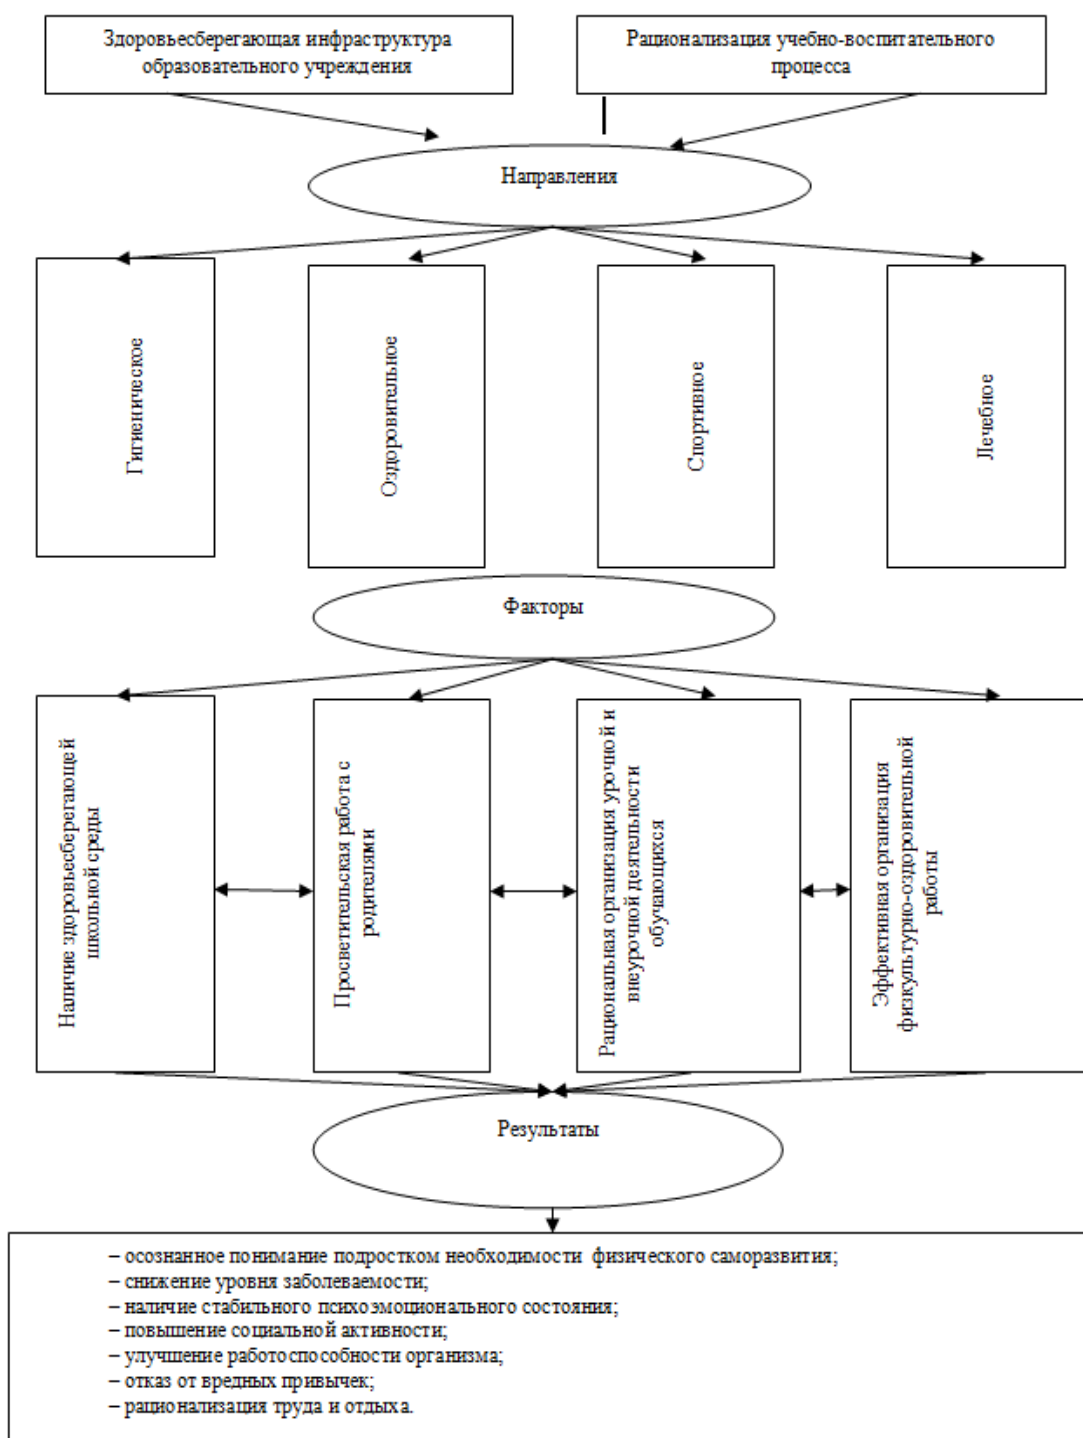 Здоровьесберегающая инфраструктура
образовательного учреждения
Рационализация учебно-воспитательного
процесса
Направления
Гигиеническое
Оздоровительное
Спортивное
Лечебное
Факторы
Наличие здоровьесберегающей
школьной среды
Просветительская работа с
родителями
Рациональная организация урочной и
внеурочной деятельности
обучающихся
Эффективная организация
физкультурно-оздоровительной
работы
Результаты
– осознанное понимание подростком необходимости физического саморазвития;
– снижение уровня заболеваемости;
– наличие стабильного психоэмоционального состояния;
– повышение социальной активности;
– улучшение работоспособности организма;
– отказ от вредных привычек;
– рационализация труда и отдыха.